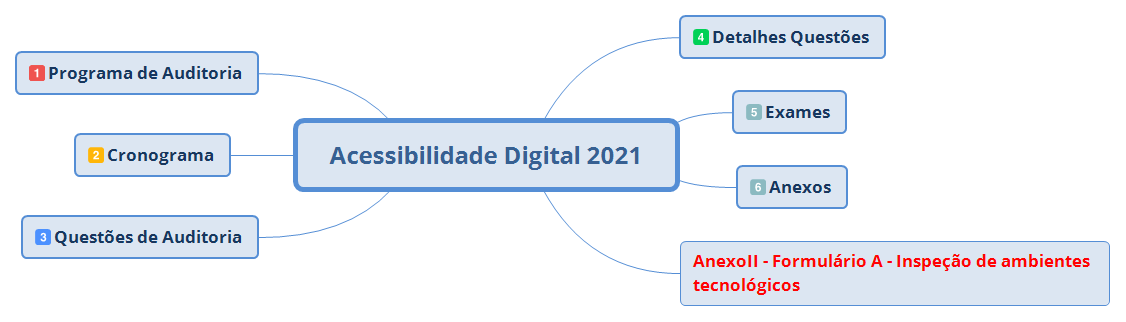 1 Programa de Auditoria
2 Cronograma
3 Questões de Auditoria
Acessibilidade Digital 2021
4 Detalhes Questões
5 Exames
6 Anexos
AnexoII - Formulário A - Inspeção de ambientes
tecnológicos